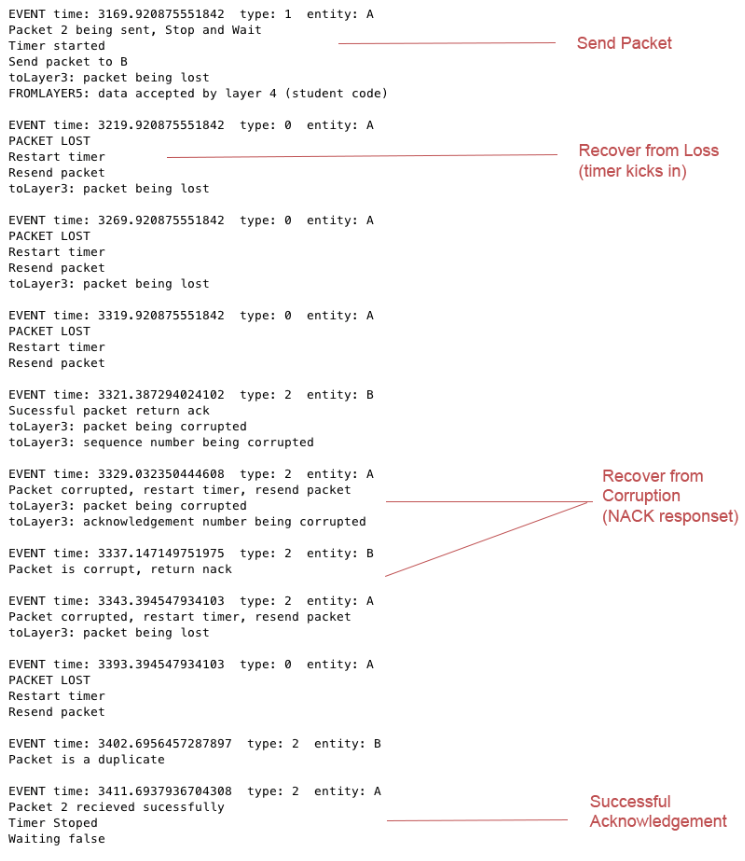 EVENT time: 3169.920875551842  type: 1  entity: A
Packet 2 being sent, Stop and Wait
Timer started
Send packet to B
toLayer3: packet being lost
FROMLAYER5: data accepted by layer 4 (student code)
Send Packet
EVENT time: 3219.920875551842  type: 0  entity: A
PACKET LOST
Restart timer
Resend packet
toLayer3: packet being lost
Recover from Loss
(timer kicks in)
EVENT time: 3269.920875551842  type: 0  entity: A
PACKET LOST
Restart timer
Resend packet
toLayer3: packet being lost
EVENT time: 3319.920875551842  type: 0  entity: A
PACKET LOST
Restart timer
Resend packet
EVENT time: 3321.387294024102  type: 2  entity: B
Sucessful packet return ack
toLayer3: packet being corrupted
toLayer3: sequence number being corrupted
EVENT time: 3329.032350444608  type: 2  entity: A
Packet corrupted, restart timer, resend packet
toLayer3: packet being corrupted
toLayer3: acknowledgement number being corrupted
Recover from
Corruption
(NACK responset)
EVENT time: 3337.147149751975  type: 2  entity: B
Packet is corrupt, return nack
EVENT time: 3343.394547934103  type: 2  entity: A
Packet corrupted, restart timer, resend packet
toLayer3: packet being lost
EVENT time: 3393.394547934103  type: 0  entity: A
PACKET LOST
Restart timer
Resend packet
EVENT time: 3402.6956457287897  type: 2  entity: B
Packet is a duplicate
EVENT time: 3411.6937936704308  type: 2  entity: A
Packet 2 recieved sucessfully
Timer Stoped
Waiting false
Successful
Acknowledgement